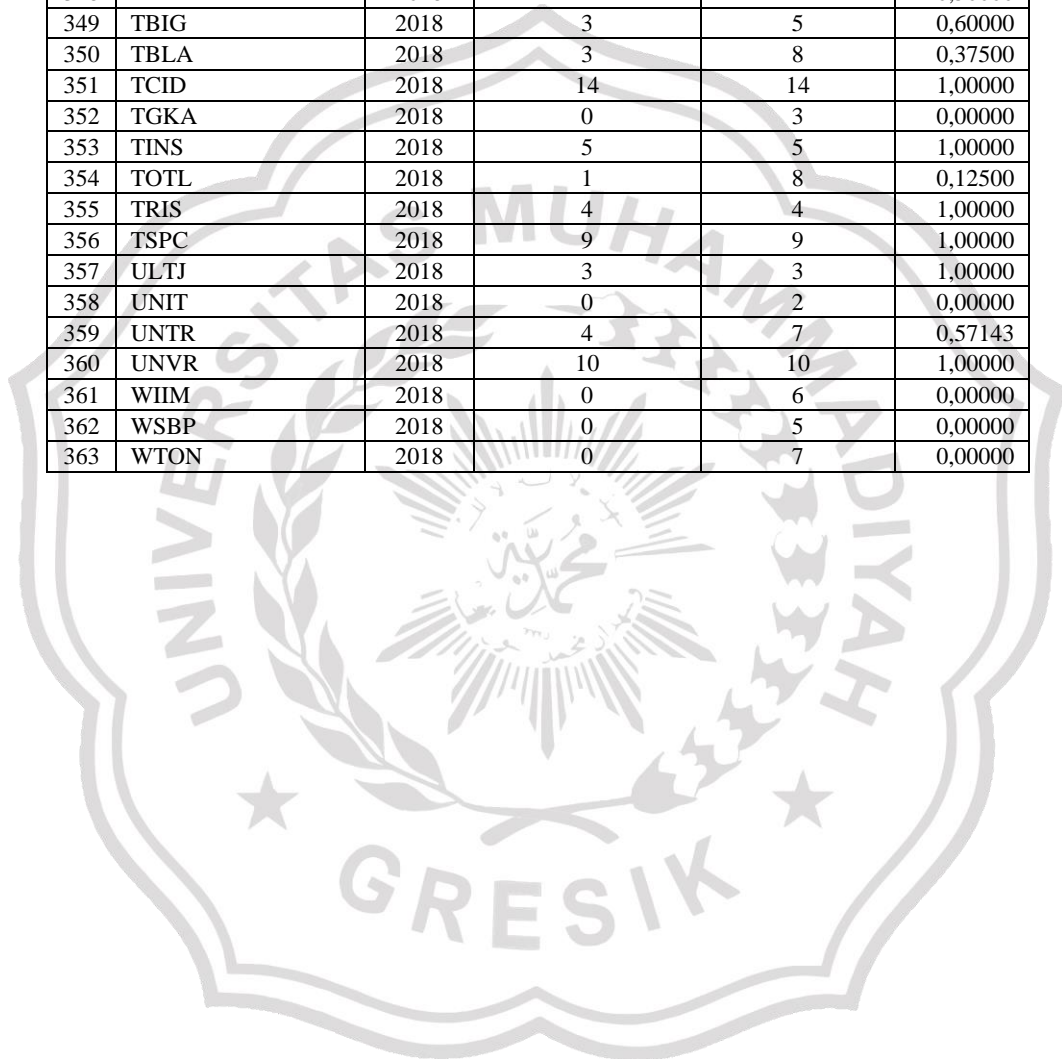 349 TBIG 2018 3 5 0,60000
350 TBLA 2018 3 8 0,37500
351 TCID 2018 14 14 1,00000
352 TGKA 2018 0 3 0,00000
353 TINS 2018 5 5 1,00000
354 TOTL 2018 1 8 0,12500
355 TRIS 2018 4 4 1,00000
356 TSPC 2018 9 9 1,00000
357 ULTJ 2018 3 3 1,00000
358 UNIT 2018 0 2 0,00000
359 UNTR 2018 4 7 0,57143
360 UNVR 2018 10 10 1,00000
361 WIIM 2018 0 6 0,00000
362 WSBP 2018 0 5 0,00000
363 WTON 2018 0 7 0,00000
UNIVERSITAS MUHAMMADIYAH
GRESIK